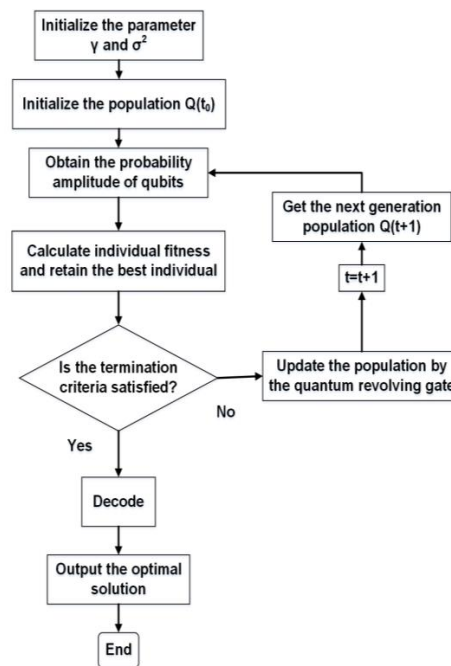 Initialize the parameter
γ and σ²
Initialize the population Q(t₀)
Obtain the probability
amplitude of qubits
Calculate individual fitness
and retain the best individual
Is the termination
criteria satisfied?
No
Update the population by
the quantum revolving gate
t=t+1
Get the next generation
population Q(t+1)
Yes
Decode
Output the optimal
solution
End